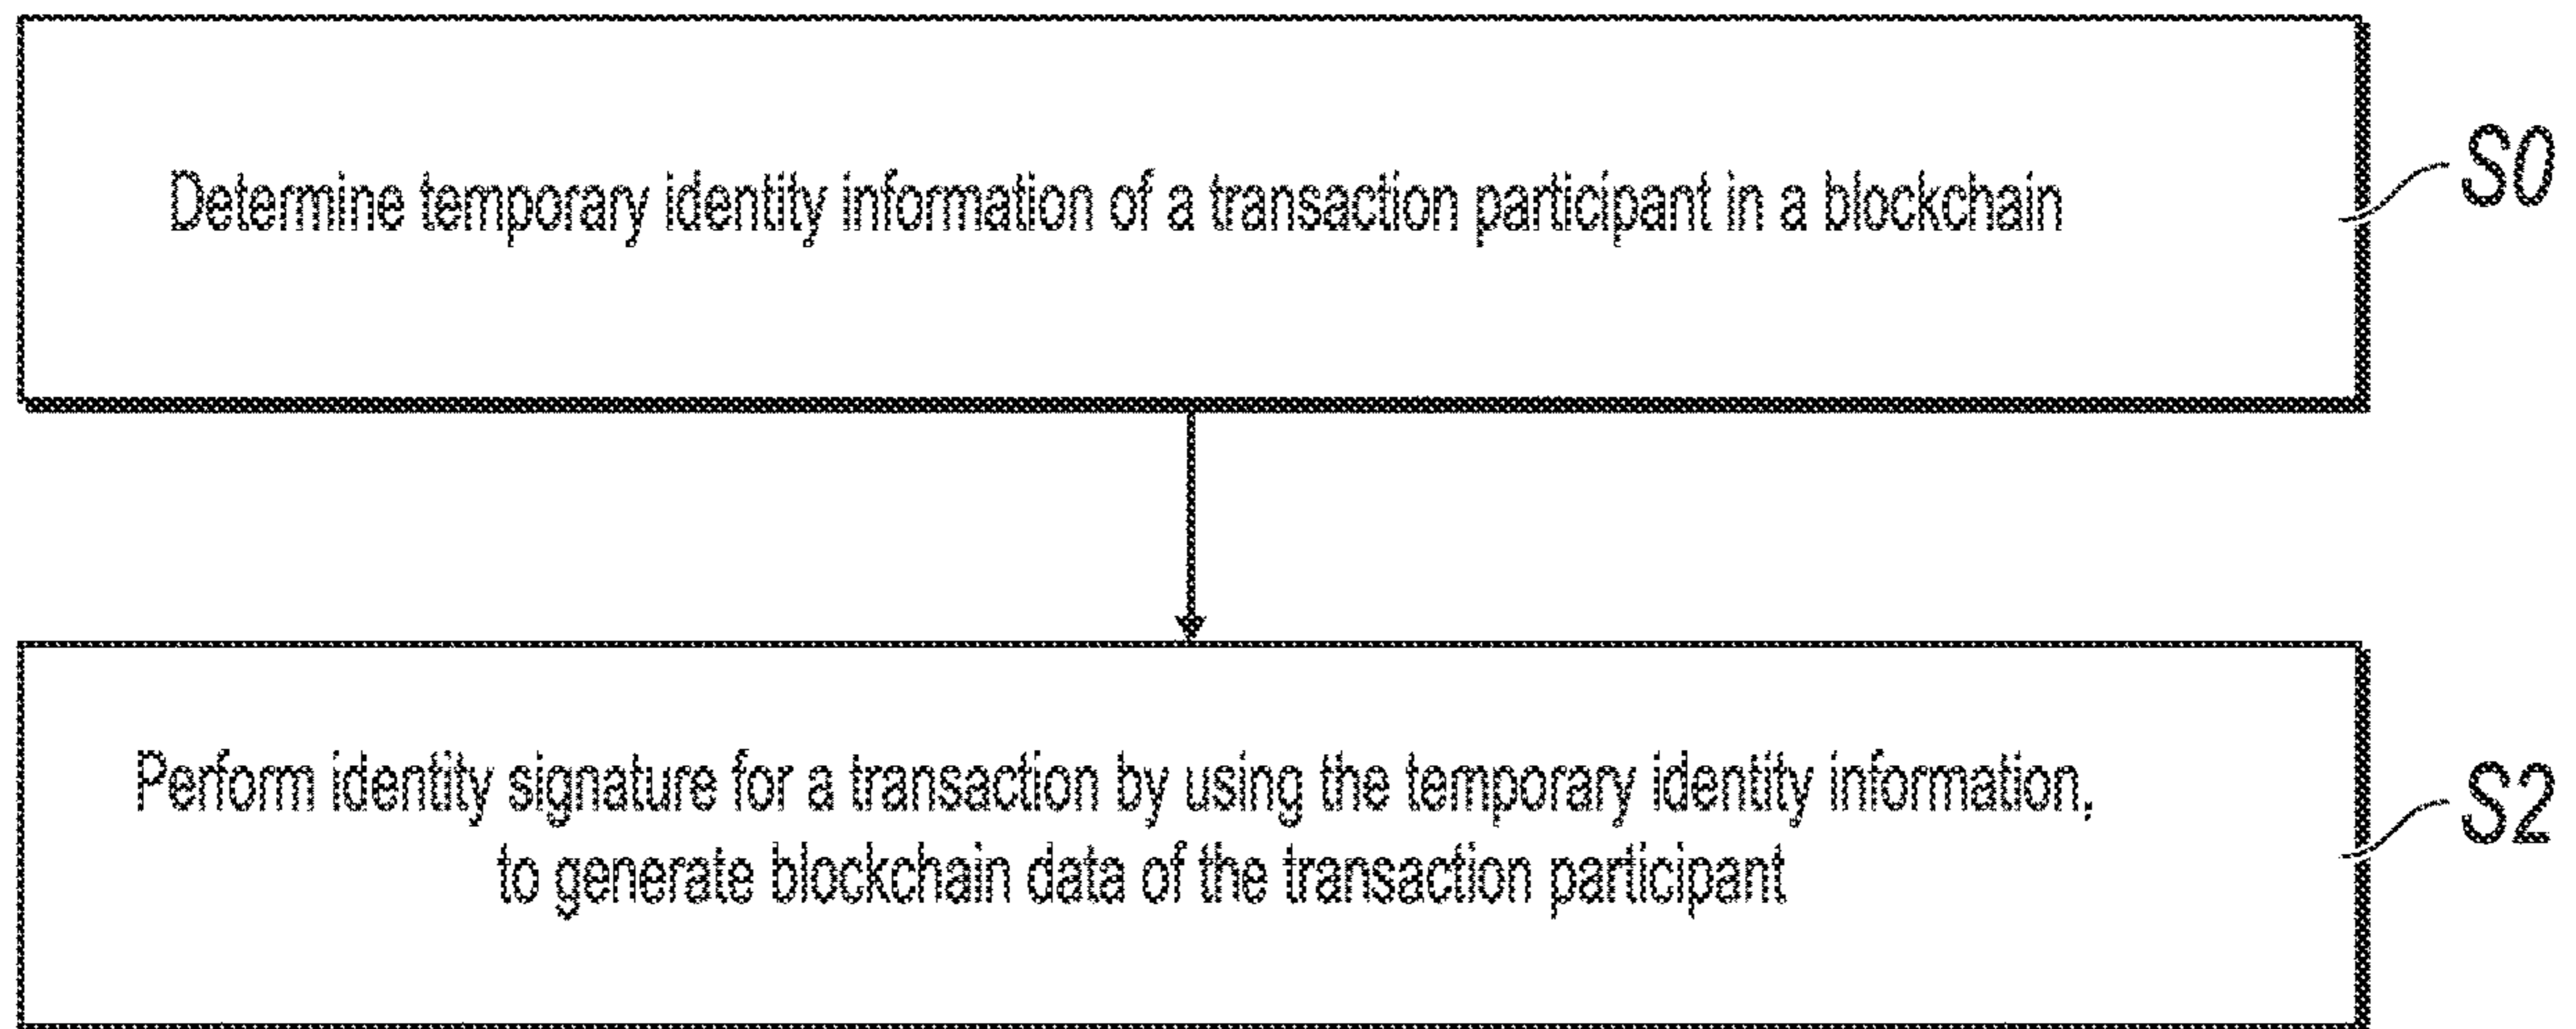 Determine temporary identity information of a transaction participant in a blockchain
S0
Perform identity signature for a transaction by using the temporary identity information,
to generate blockchain data of the transaction participant
S2